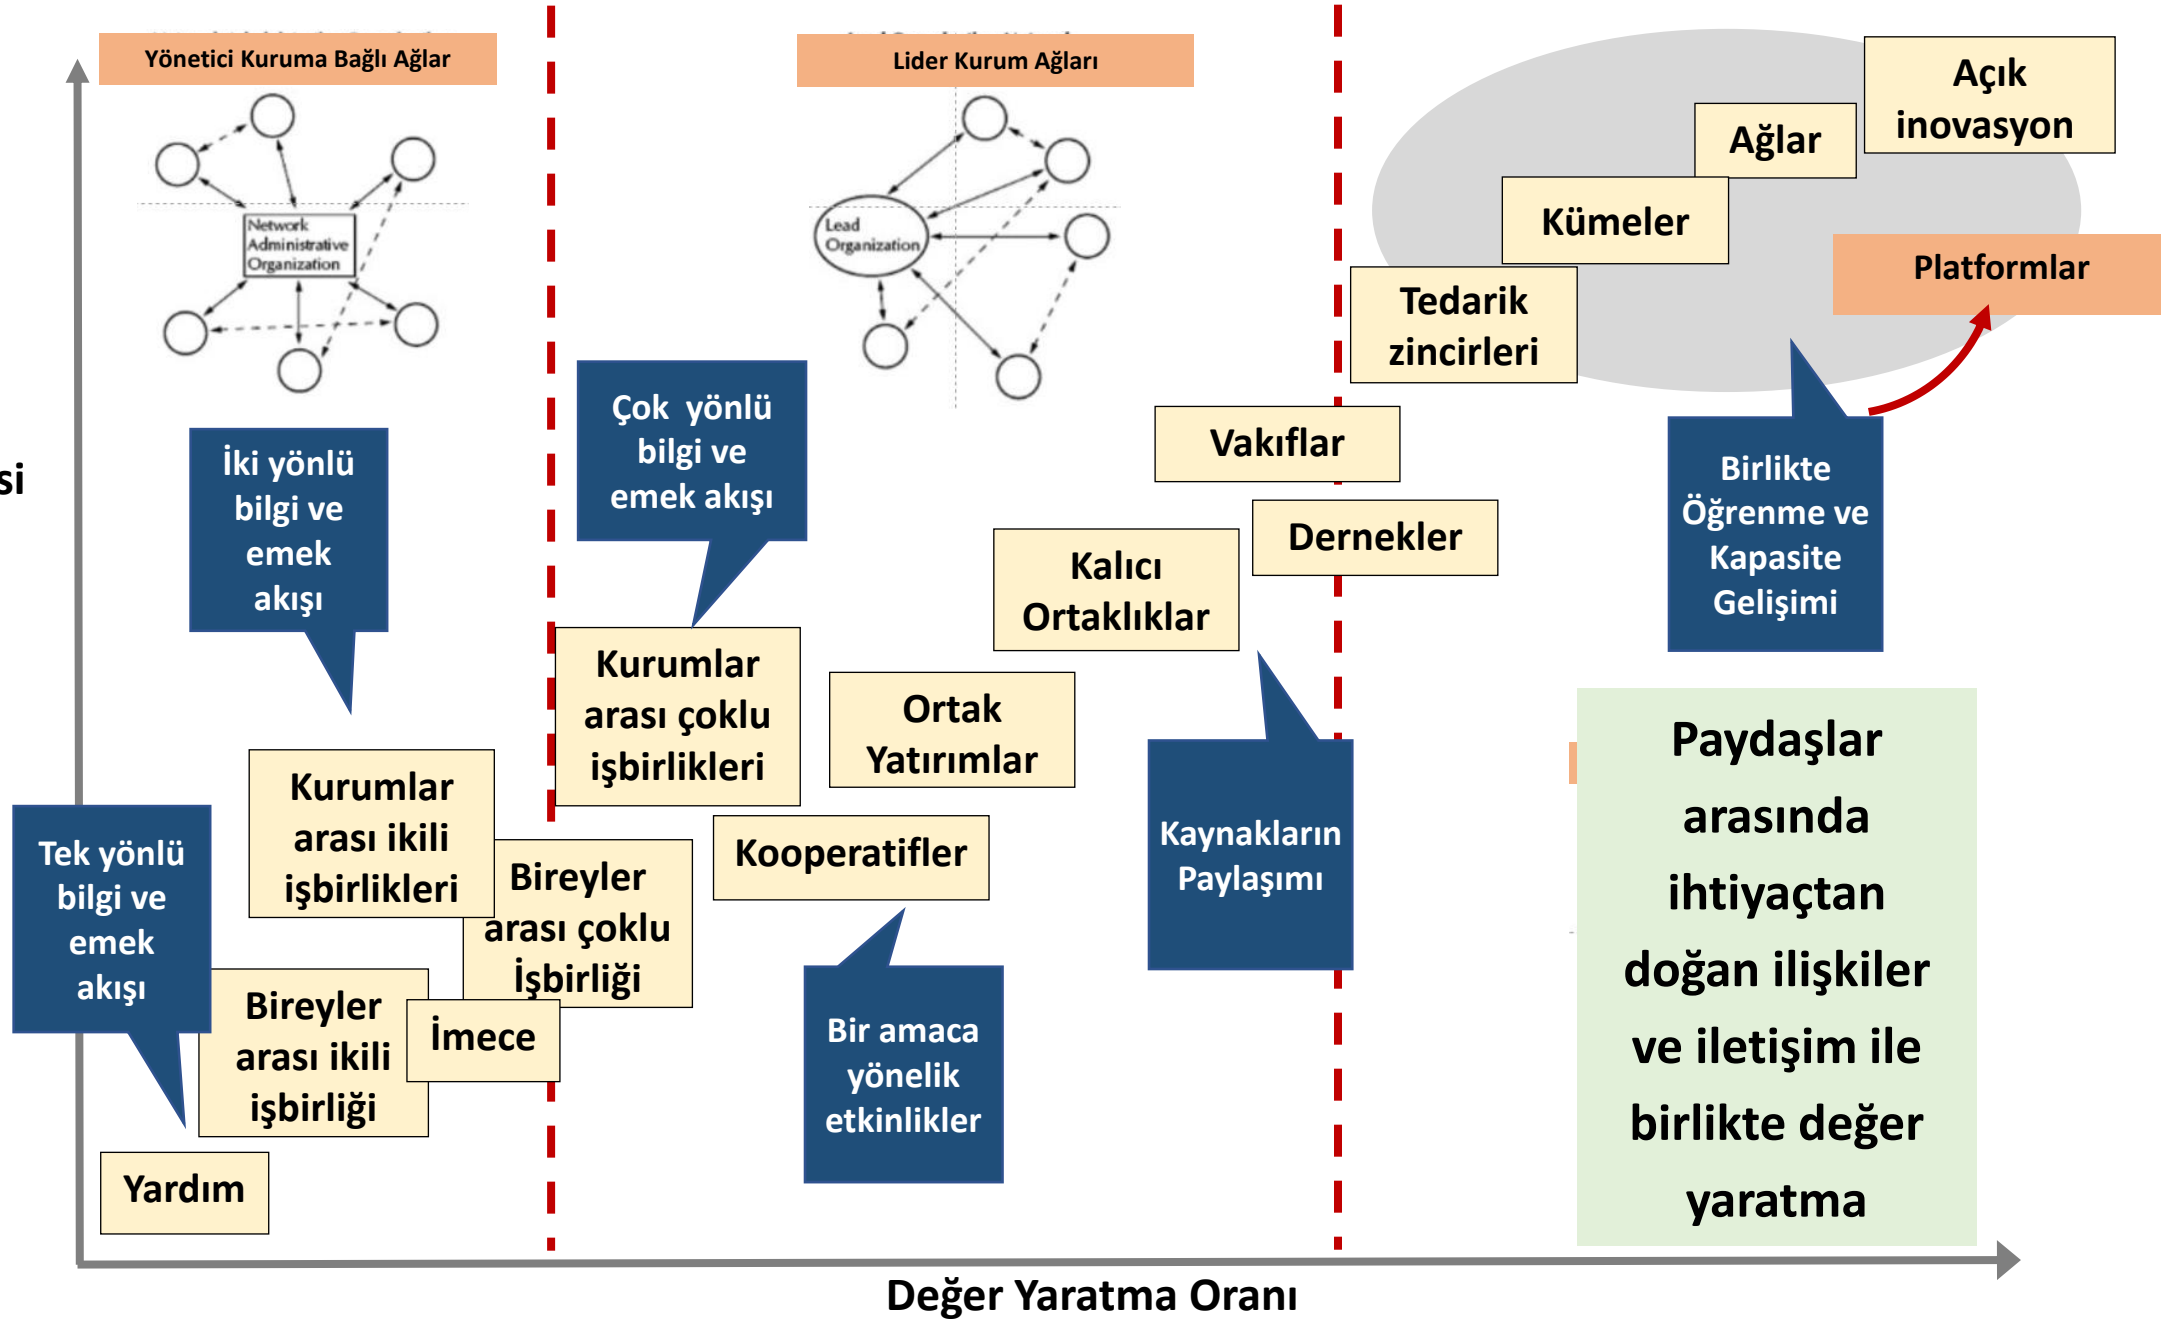 Yönetici Kuruma Bağlı Ağlar
Network
Administrative
Organization
Lider Kurum Ağları
Lead
Organization
Açık
inovasyon
Ağlar
Kümeler
Platformlar
Tedarik
zincirleri
Vakıflar
Dernekler
Kalıcı
Ortaklıklar
Çok yönlü
bilgi ve
emek akışı
İki yönlü
bilgi ve
emek
akışı
si
Birlikte
Öğrenme ve
Kapasite
Gelişimi
Kurumlar
arası çoklu
işbirlikleri
Ortak
Yatırımlar
Kurumlar
arası ikili
işbirlikleri
Kooperatifler
Kaynakların
Paylaşımı
Tek yönlü
bilgi ve
emek
akışı
Bireyler
arası çoklu
İşbirliği
Bireyler
arası ikili
işbirliği
İmece
Bir amaca
yönelik
etkinlikler
Yardım
Paydaşlar
arasında
ihtiyaçtan
doğan ilişkiler
ve iletişim ile
birlikte değer
yaratma
Değer Yaratma Oranı